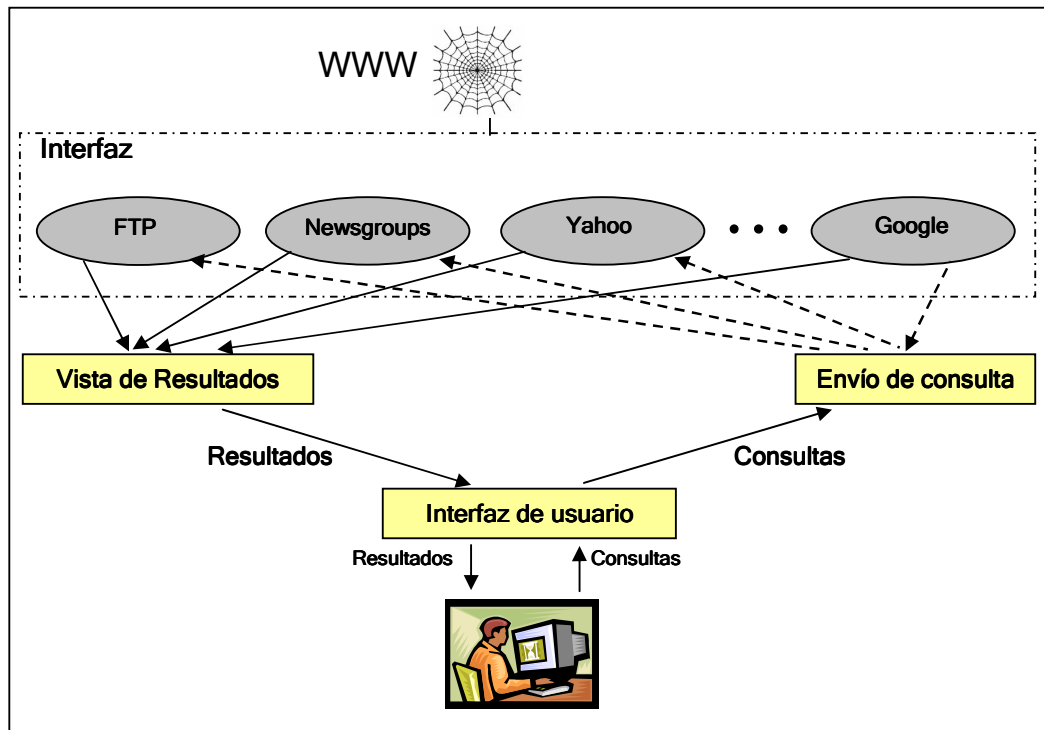 WWW
Interfaz
FTP
Newsgroups
Yahoo
• • •
Google
Vista de Resultados
Envío de consulta
Resultados
Consultas
Interfaz de usuario
Resultados
Consultas